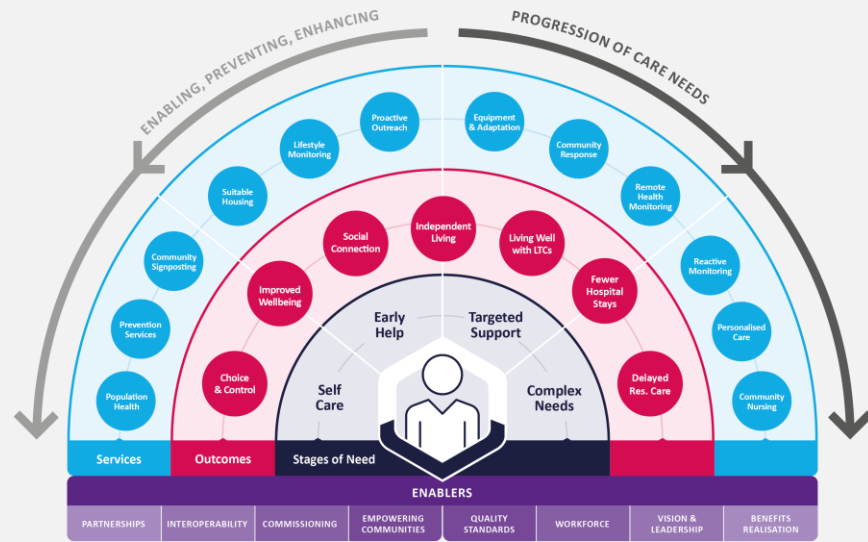 ENABLING, PREVENTING, ENHANCING
PROGRESSION OF CARE NEEDS
Population
Health
Prevention
Services
Community
Signposting
Suitable
Housing
Lifestyle
Monitoring
Proactive
Outreach
Equipment
& Adaptation
Community
Response
Remote
Health
Monitoring
Reactive
Monitoring
Personalised
Care
Community
Nursing
Choice
& Control
Improved
Wellbeing
Social
Connection
Independent
Living
Living Well
with LTCs
Fewer
Hospital
Stays
Delayed
Res. Care
Self
Care
Early
Help
Targeted
Support
Complex
Needs
Services
Outcomes
Stages of Need
ENABLERS
PARTNERSHIPS
INTEROPERABILITY
COMMISSIONING
EMPOWERING
COMMUNITIES
QUALITY
STANDARDS
WORKFORCE
VISION &
LEADERSHIP
BENEFITS
REALISATION